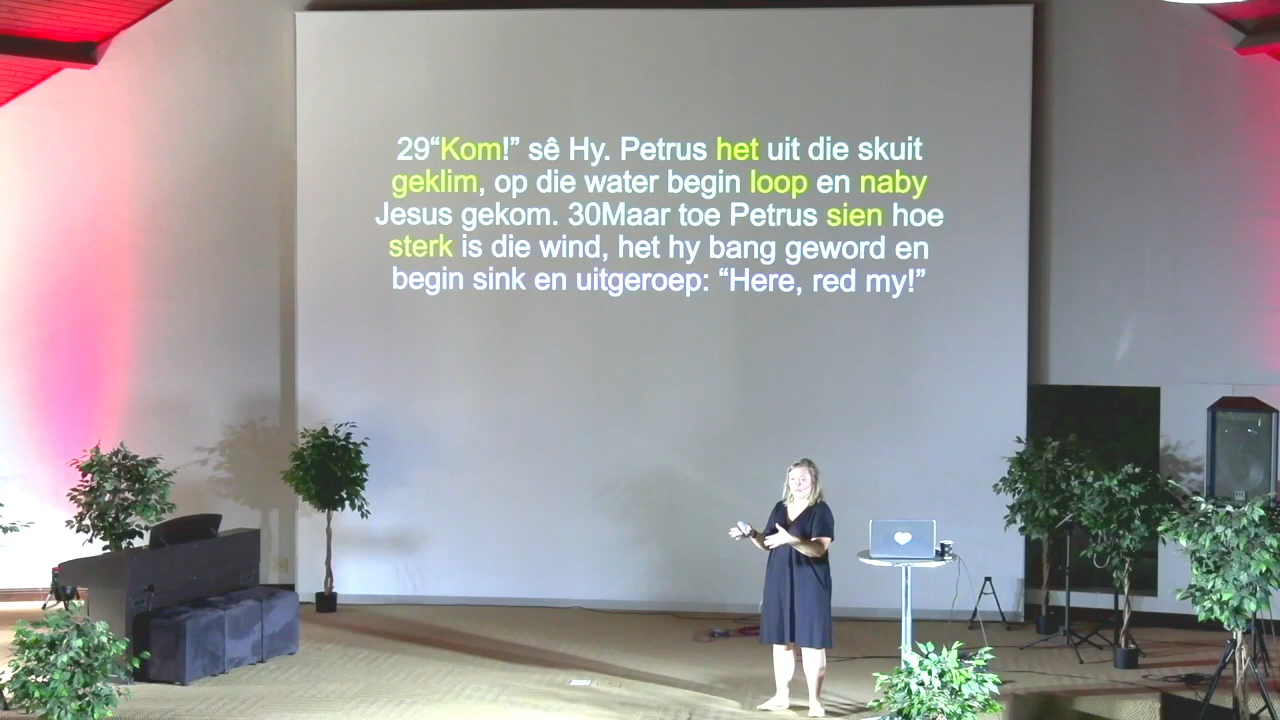 29“Kom!” sê Hy. Petrus het uit die skuit
geklim, op die water begin loop en naby
Jesus gekom. 30Maar toe Petrus sien hoe
sterk is die wind, het hy bang geword en
begin sink en uitgeroep: “Here, red my!”